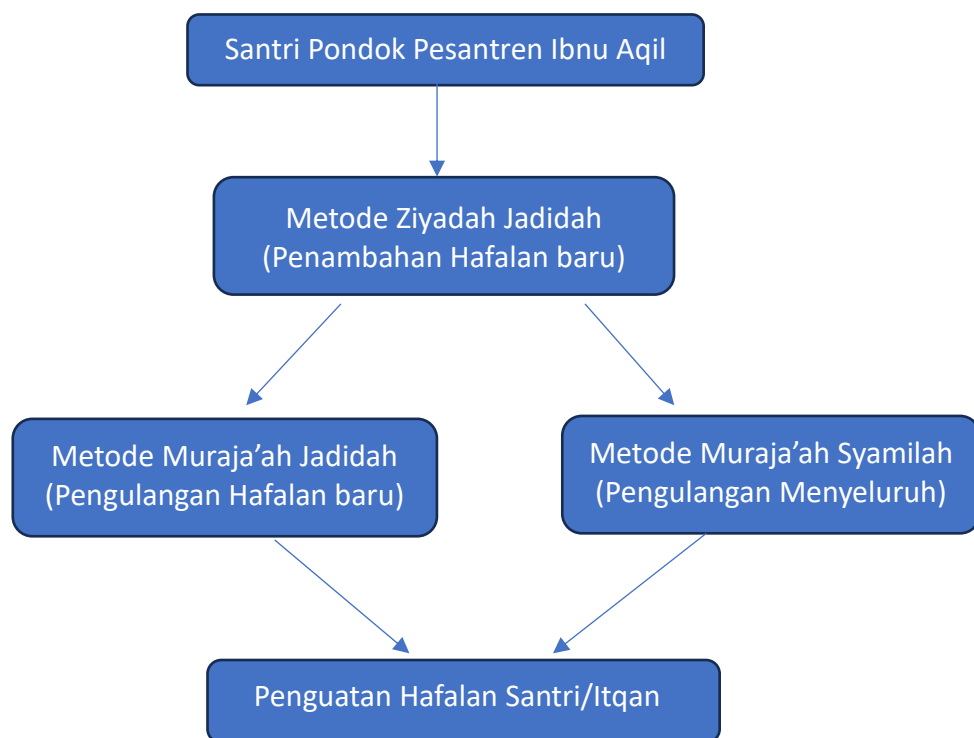 Santri Pondok Pesantren Ibnu Aqil
Metode Ziyadah Jadidah
(Penambahan Hafalan baru)
Metode Muraja’ah Jadidah
(Pengulangan Hafalan baru)
Metode Muraja’ah Syamilah
(Pengulangan Menyeluruh)
Penguatan Hafalan Santri/Itqan